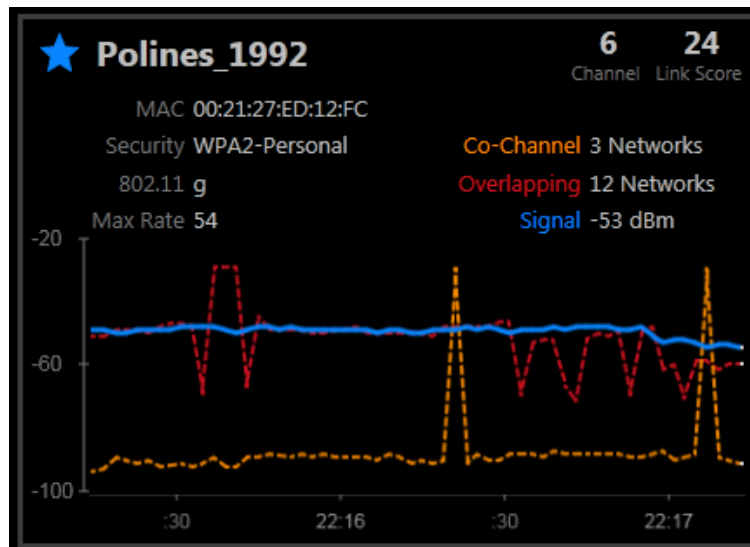 Polines_1992
6 24
Channel Link Score
MAC 00:21:27:ED:12:FC
Security WPA2-Personal Co-Channel 3 Networks
802.11 g Overlapping 12 Networks
Max Rate 54 Signal -53 dBm
-20
-60
-100
:30 22:16 :30 22:17